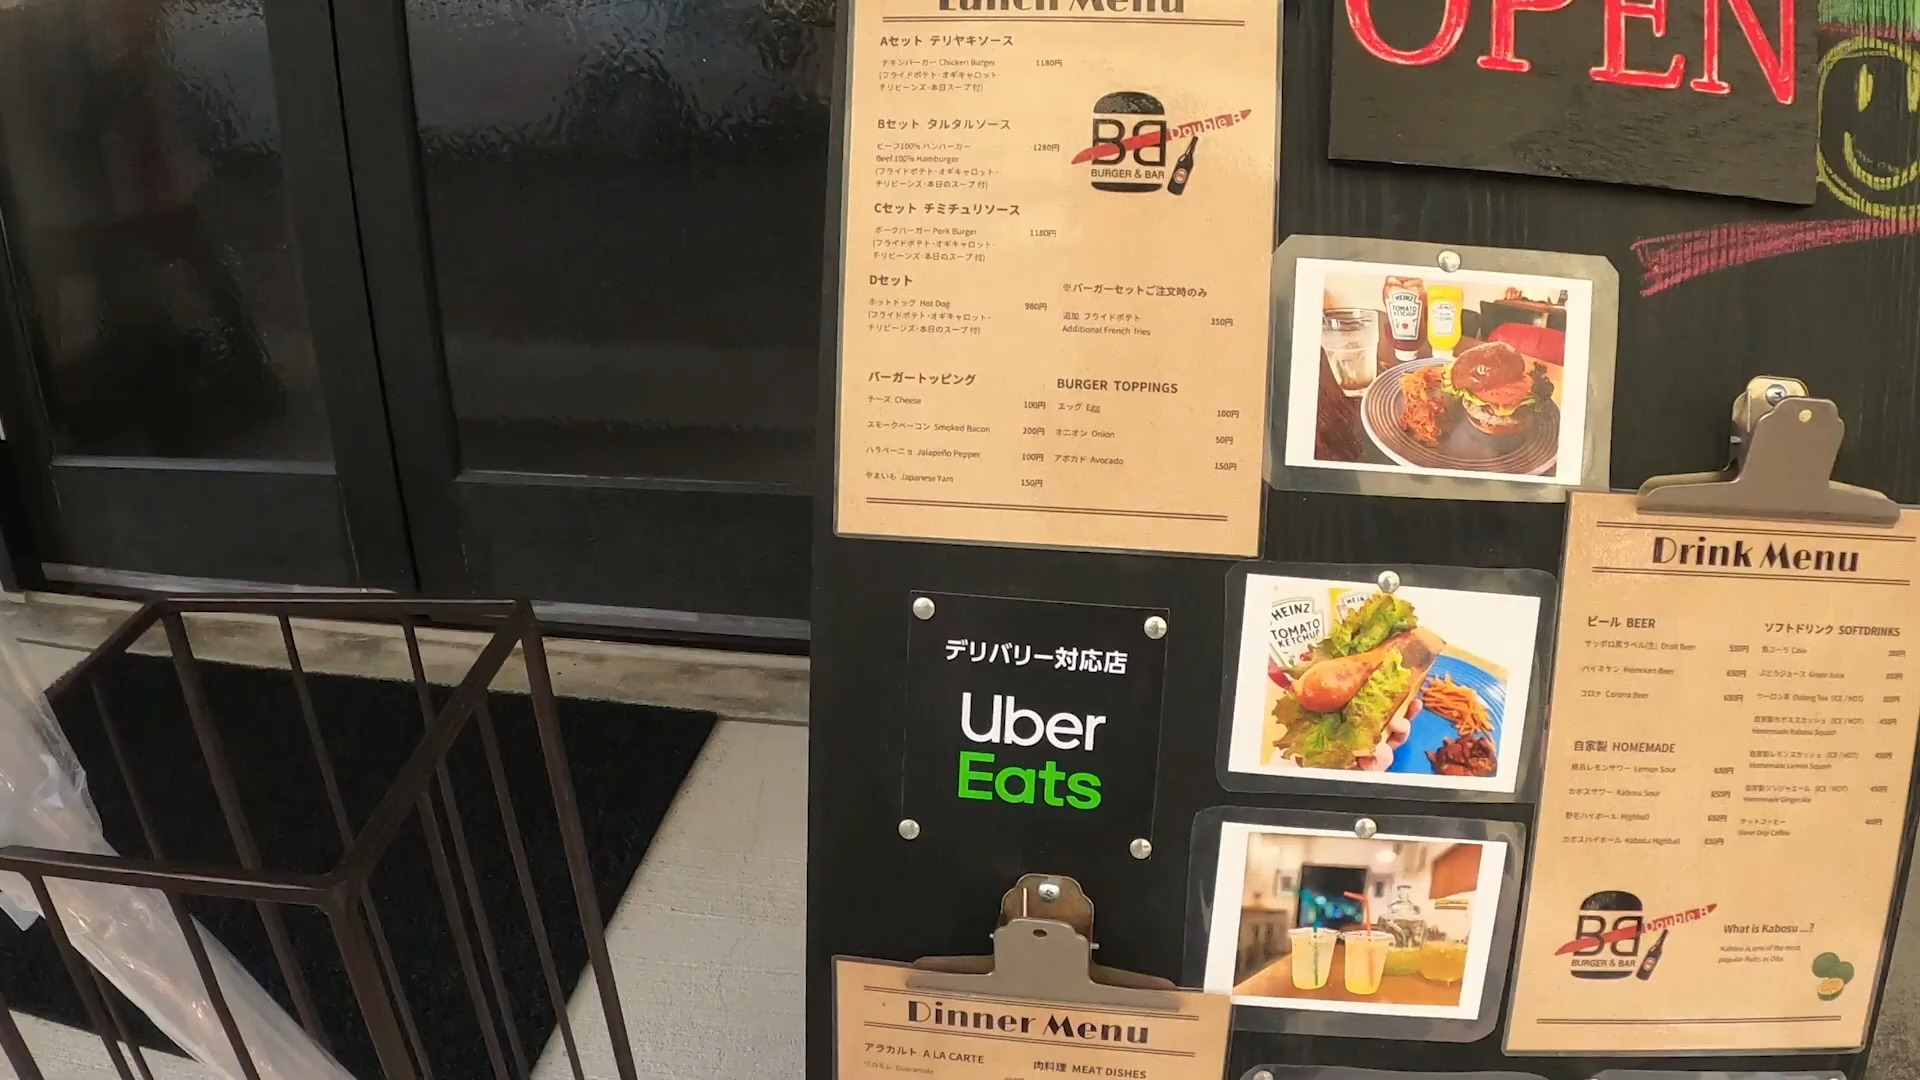 Lunch Menu
Aセット テリヤキソース
チキンバーガー Chicken Burger 1180円
(フライドポテト・オギキャロット・
チリビーンズ・本日スープ付)
Bセット タルタルソース
ビーフ100% ハンバーガー 1280円
Beef 100% Hamburger
(フライドポテト・オギキャロット・
チリビーンズ・本日のスープ付)
Cセット チミチュリソース
ポークバーガー Pork Burger 1180円
(フライドポテト・オギキャロット・
チリビーンズ・本日のスープ付)
Dセット
ホットドッグ Hot Dog 980円
(フライドポテト・オギキャロット・
チリビーンズ・本日のスープ付)
BB
Double B
BURGER & BAR
※バーガーセットご注文時のみ
追加 フライドポテト 350円
Additional French fries
バーガートッピング
チーズ Cheese 100円
スモークベーコン Smoked Bacon 200円
ハラペーニョ Jalapeño Pepper 100円
やまいも Japanese Yam 150円
BURGER TOPPINGS
エッグ Egg 100円
オニオン Onion 50円
アボカド Avocado 150円
OPEN
HEINZ
TOMATO
KETCHUP
デリバリー対応店
Uber
Eats
HEINZ
TOMATO
KETCHUP
Drink Menu
ビール BEER
サッポロ黒ラベル(生) Draft Beer 550円
ハイネケン Heineken Beer 650円
コロナ Corona Beer 650円
自家製 HOMEMADE
レモンサワー Lemon Sour 650円
カボスサワー Kabosu Sour 650円
ハイボール Highball 650円
カボスハイボール Kabosu Highball 650円
ソフトドリンク SOFTDRINKS
コーラ Cola
ぶどうジュース Grape Juice
ウーロン茶 Oolong Tea (ICE / HOT)
自家製カボススカッシュ (ICE / HOT) 450円
Homemade Kabosu Squash
自家製レモンスカッシュ (ICE / HOT) 450円
Homemade Lemon Squash
自家製ジンジャエール (ICE / HOT) 450円
Homemade Ginger Ale
ホットコーヒー 400円
Hand Drip Coffee
BB
Double B
BURGER & BAR
What is Kabosu ...?
Kabosu is one of the most
popular fruits in Oita.
Dinner Menu
アラカルト A LA CARTE
ワカモレ Guacamole
肉料理 MEAT DISHES